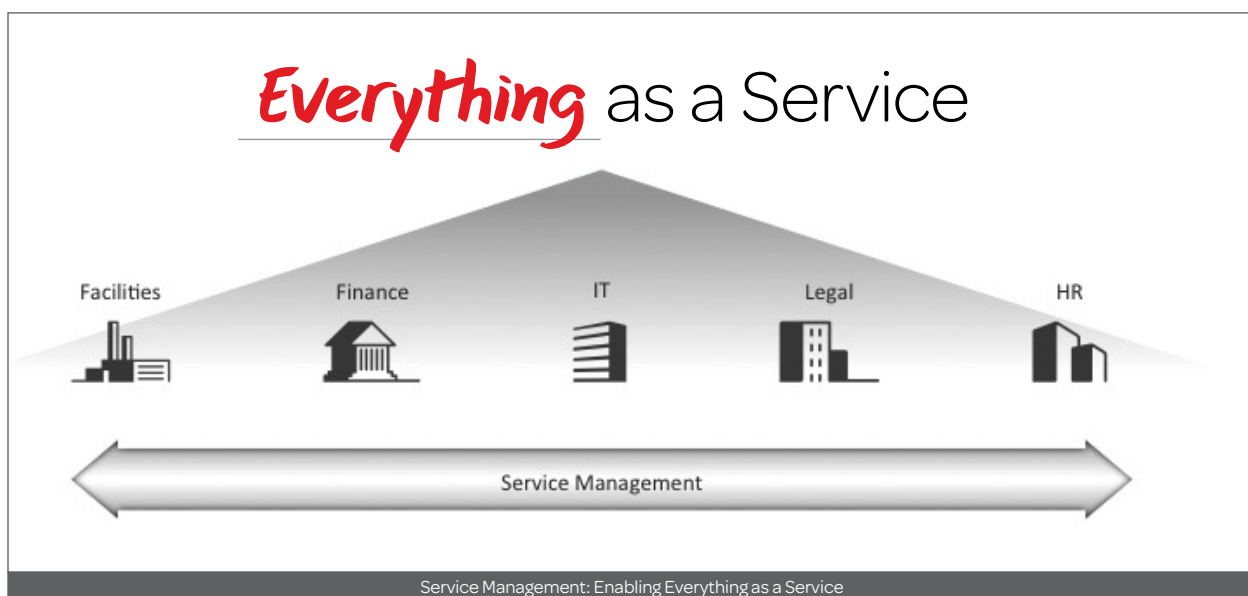 Everything as a Service
Facilities Finance IT Legal HR
Service Management
Service Management: Enabling Everything as a Service